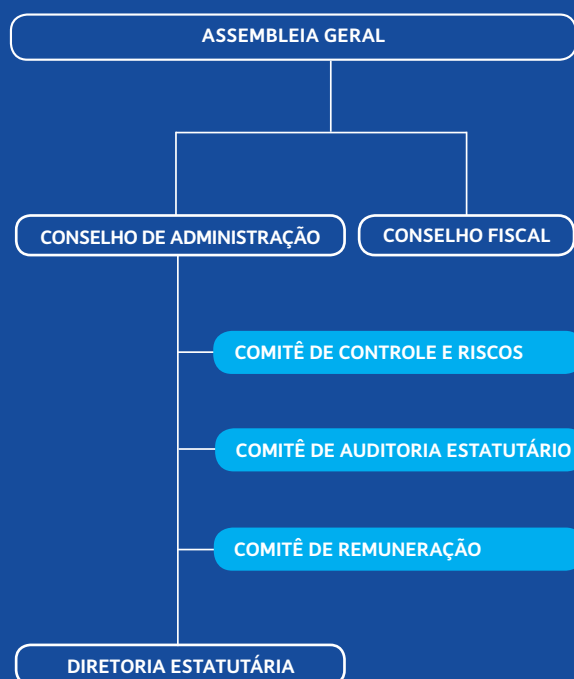 ASSEMBLEIA GERAL
CONSELHO DE ADMINISTRAÇÃO
CONSELHO FISCAL
COMITÊ DE CONTROLE E RISCOS
COMITÊ DE AUDITORIA ESTATUTÁRIO
COMITÊ DE REMUNERAÇÃO
DIRETORIA ESTATUTÁRIA